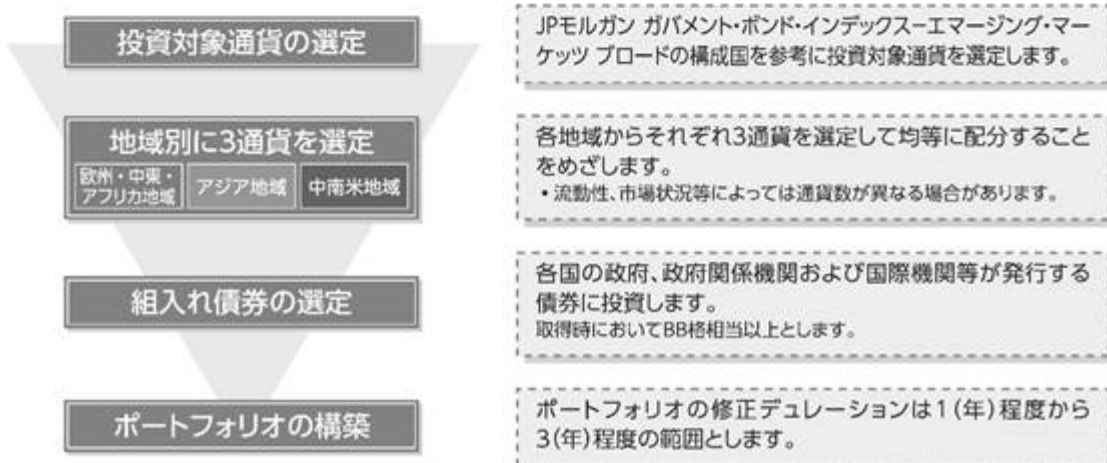 投資対象通貨の選定
JPモルガン ガバメント・ボンド・インデックス－エマージング・マー
ケッツ ブロードの構成国を参考に投資対象通貨を選定します。
地域別に3通貨を選定
欧州・中東・
アフリカ地域
アジア地域
中南米地域
各地域からそれぞれ3通貨を選定して均等に配分すること
をめざします。
・流動性、市場状況等によっては通貨数が異なる場合があります。
組入れ債券の選定
各国の政府、政府関係機関および国際機関等が発行する
債券に投資します。
取得時においてBB格相当以上とします。
ポートフォリオの構築
ポートフォリオの修正デュレーションは1(年)程度から
3(年)程度の範囲とします。